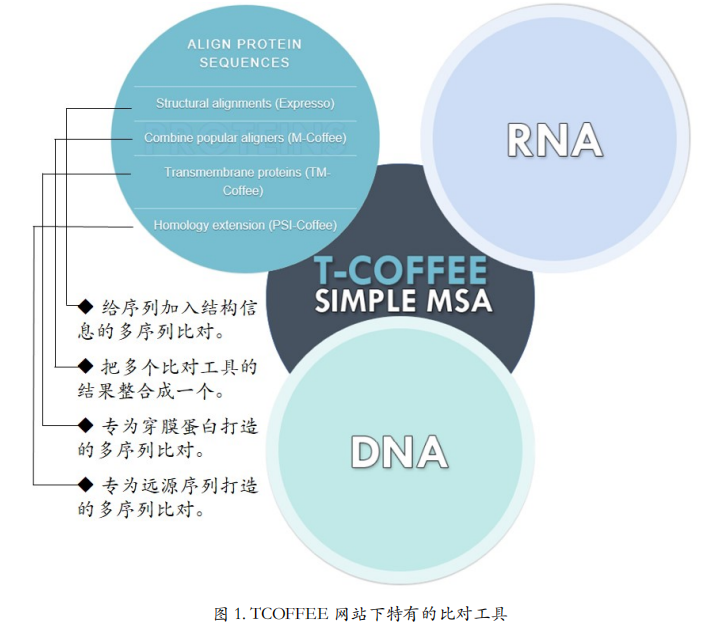 ALIGN PROTEIN
SEQUENCES
Structural alignments (Expresso)
Combine popular aligners (M-Coffee)
Transmembrane proteins (TM-
Coffee)
Homology extension (PSI-Coffee)
RNA
T-COFFEE
SIMPLE MSA
DNA
◆ 给序列加入结构信
息的多序列比对。
◆ 把多个比对工具的
结果整合成一个。
◆ 专为穿膜蛋白打造
的多序列比对。
◆ 专为远源序列打造
的多序列比对。
图 1. TCOFFEE 网站下特有的比对工具